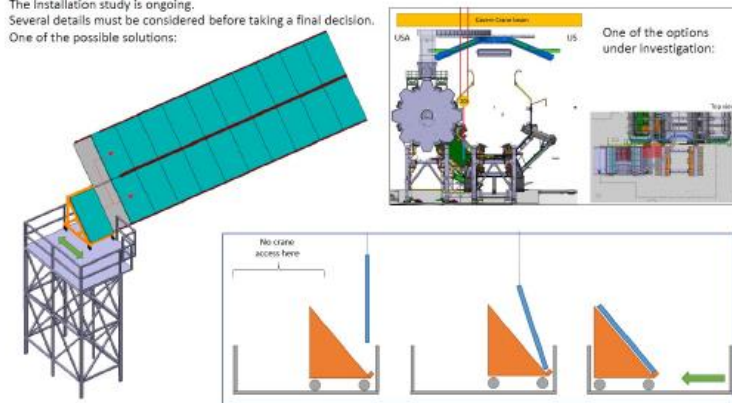 The Installation study is ongoing.
Several details must be considered before taking a final decision.
One of the possible solutions:
Crane beam
USA
US
One of the options
under investigation:
No crane
access here